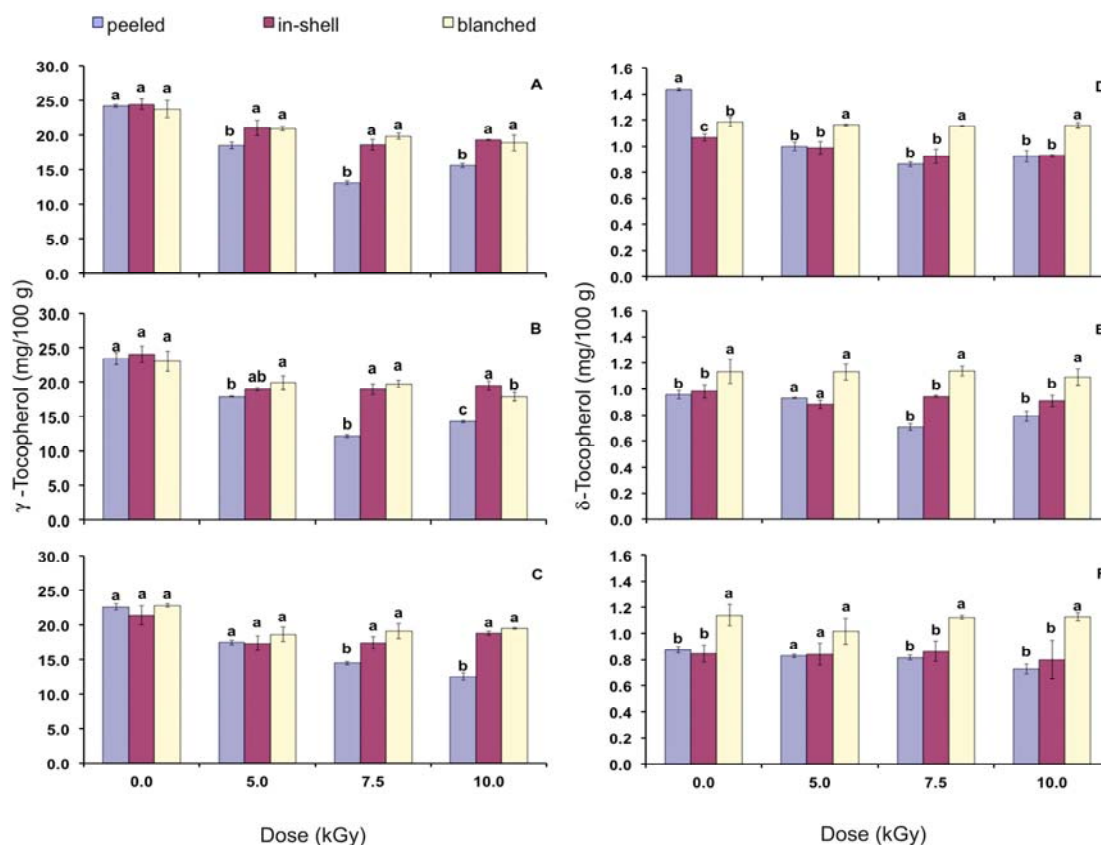 peeled in-shell blanched
γ -Tocopherol (mg/100 g)
A
30.0
25.0
20.0
15.0
10.0
5.0
0.0
a a a b a a b a a b a a
B
30.0
25.0
20.0
15.0
10.0
5.0
0.0
a a a b ab a b a a c a b
C
30.0
25.0
20.0
15.0
10.0
5.0
0.0
a a a a a a b a a b a a
0.0 5.0 7.5 10.0
Dose (kGy)
δ-Tocopherol (mg/100 g)
D
1.6
1.4
1.2
1.0
0.8
0.6
0.4
0.2
0.0
a c b b b a b b a b b a
E
1.6
1.4
1.2
1.0
0.8
0.6
0.4
0.2
0.0
b b a a a a b b a b b a
F
1.6
1.4
1.2
1.0
0.8
0.6
0.4
0.2
0.0
b b a a a a b b a b b a
0.0 5.0 7.5 10.0
Dose (kGy)